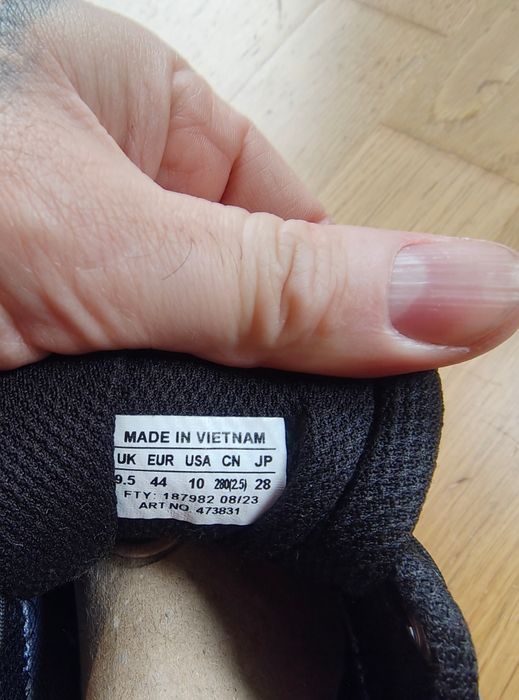 MADE IN VIETNAM
UK EUR USA CN JP
9.5 44 10 280(2.5) 28
FTY: 187982 08/23
ART NO 473831